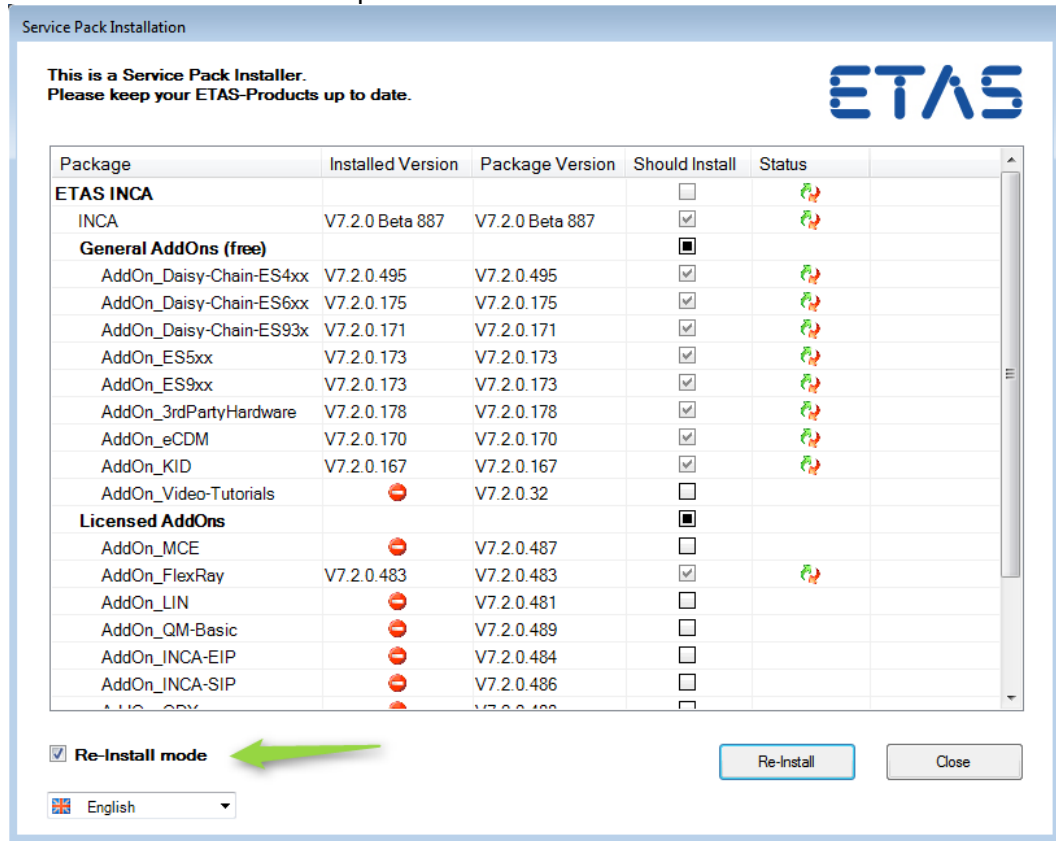 Service Pack Installation
This is a Service Pack Installer.
Please keep your ETAS-Products up to date.
ETAS
Package Installed Version Package Version Should Install Status
ETAS INCA
INCA V7.2.0 Beta 887 V7.2.0 Beta 887
General AddOns (free)
AddOn_Daisy-Chain-ES4xx V7.2.0.495 V7.2.0.495
AddOn_Daisy-Chain-ES6xx V7.2.0.175 V7.2.0.175
AddOn_Daisy-Chain-ES93x V7.2.0.171 V7.2.0.171
AddOn_ES5xx V7.2.0.173 V7.2.0.173
AddOn_ES9xx V7.2.0.173 V7.2.0.173
AddOn_3rdPartyHardware V7.2.0.178 V7.2.0.178
AddOn_eCDM V7.2.0.170 V7.2.0.170
AddOn_KID V7.2.0.167 V7.2.0.167
AddOn_Video-Tutorials V7.2.0.32
Licensed AddOns
AddOn_MCE V7.2.0.487
AddOn_FlexRay V7.2.0.483 V7.2.0.483
AddOn_LIN V7.2.0.481
AddOn_QM-Basic V7.2.0.489
AddOn_INCA-EIP V7.2.0.484
AddOn_INCA-SIP V7.2.0.486
Re-Install mode
Re-Install
Close
English